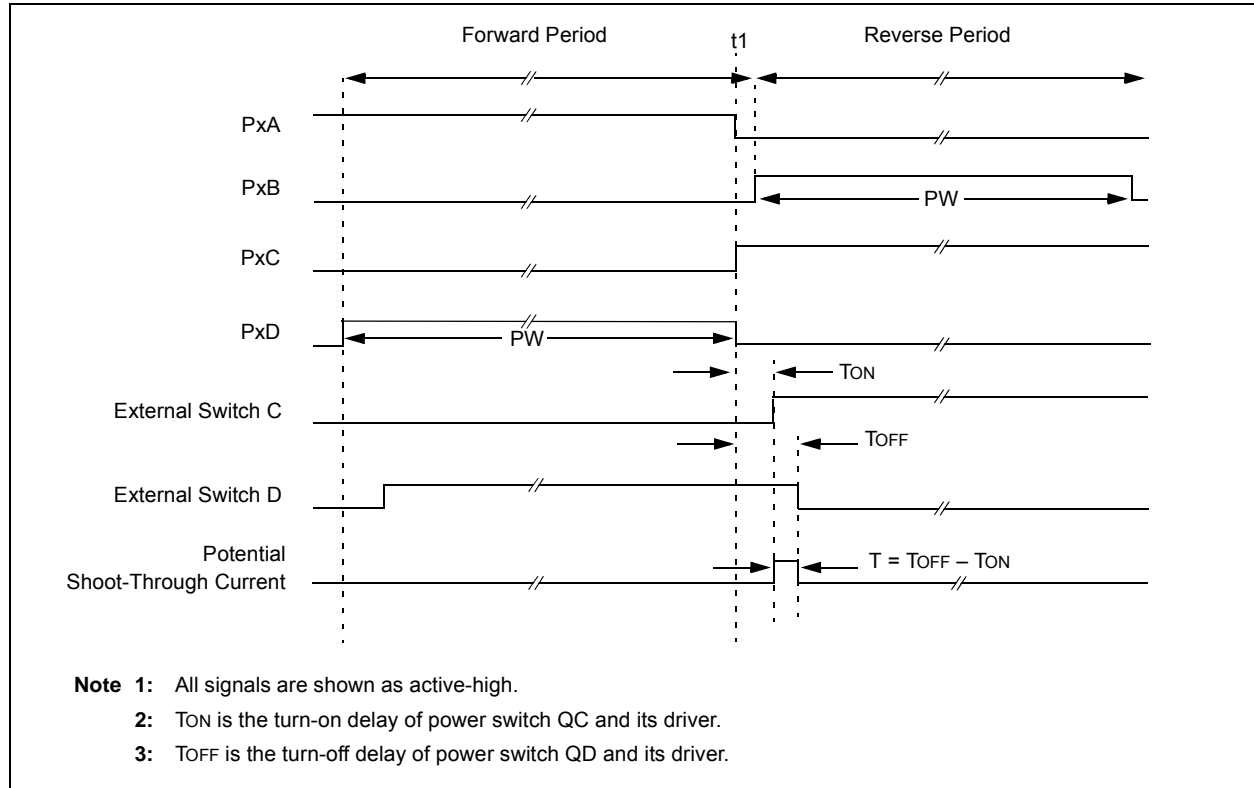 Forward Period
t1
Reverse Period
PxA
PxB
PW
PxC
PxD
PW
TON
External Switch C
TOFF
External Switch D
Potential
Shoot-Through Current
T = TOFF – TON
Note 1: All signals are shown as active-high.
2: TON is the turn-on delay of power switch QC and its driver.
3: TOFF is the turn-off delay of power switch QD and its driver.